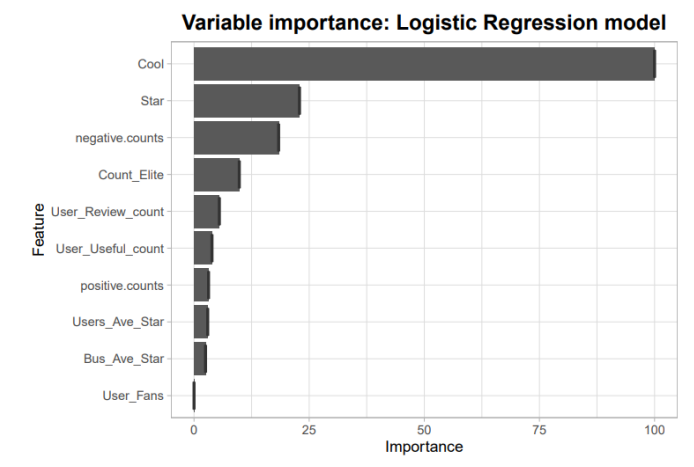 Variable importance: Logistic Regression model
Cool
Star
negative.counts
Count_Elite
User_Review_count
User_Useful_count
positive.counts
Users_Ave_Star
Bus_Ave_Star
User_Fans
Feature
0 25 50 75 100
Importance